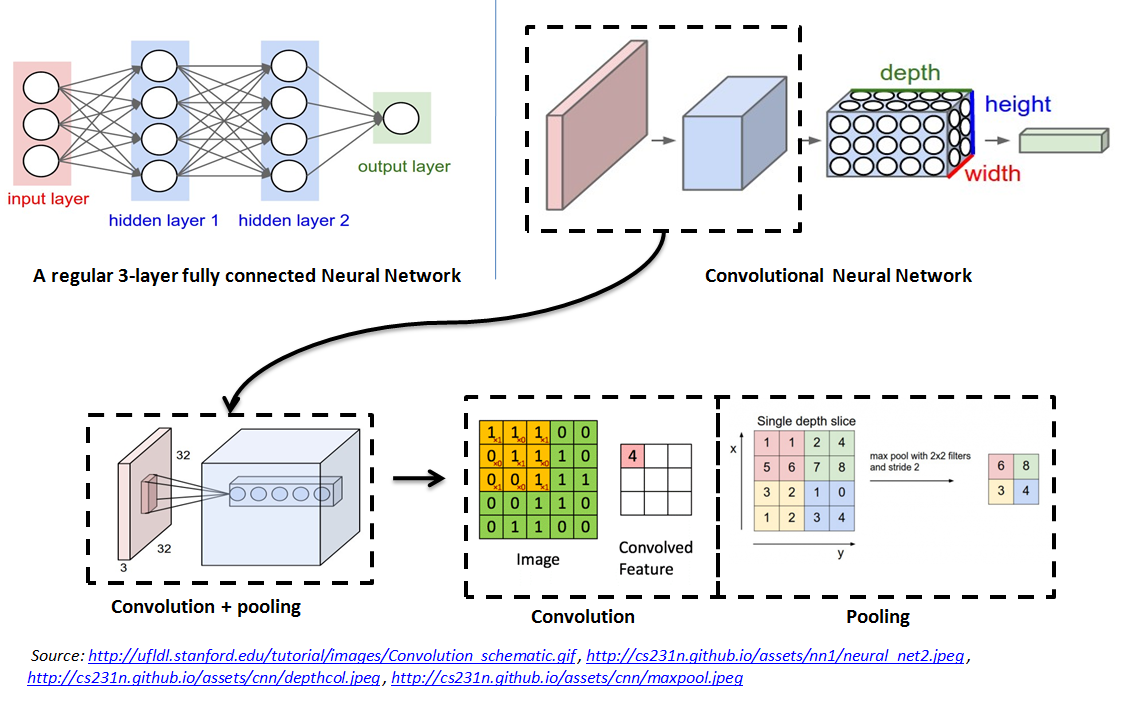 input layer
hidden layer 1
hidden layer 2
output layer
A regular 3-layer fully connected Neural Network
depth
height
width
Convolutional Neural Network
32
32
3
Convolution + pooling
1×1 1×0 1×1 0 0
0×0 1×1 1×0 1 0
0×1 0×0 1×1 1 1
0 0 1 1 0
0 1 1 0 0
Image
4
Convolved
Feature
Convolution
Single depth slice
x
1 1 2 4
5 6 7 8
3 2 1 0
1 2 3 4
y
max pool with 2x2 filters
and stride 2
6 8
3 4
Pooling
Source: http://ufldl.stanford.edu/tutorial/images/Convolution_schematic.gif , http://cs231n.github.io/assets/nn1/neural_net2.jpeg ,
http://cs231n.github.io/assets/cnn/depthcol.jpeg , http://cs231n.github.io/assets/cnn/maxpool.jpeg